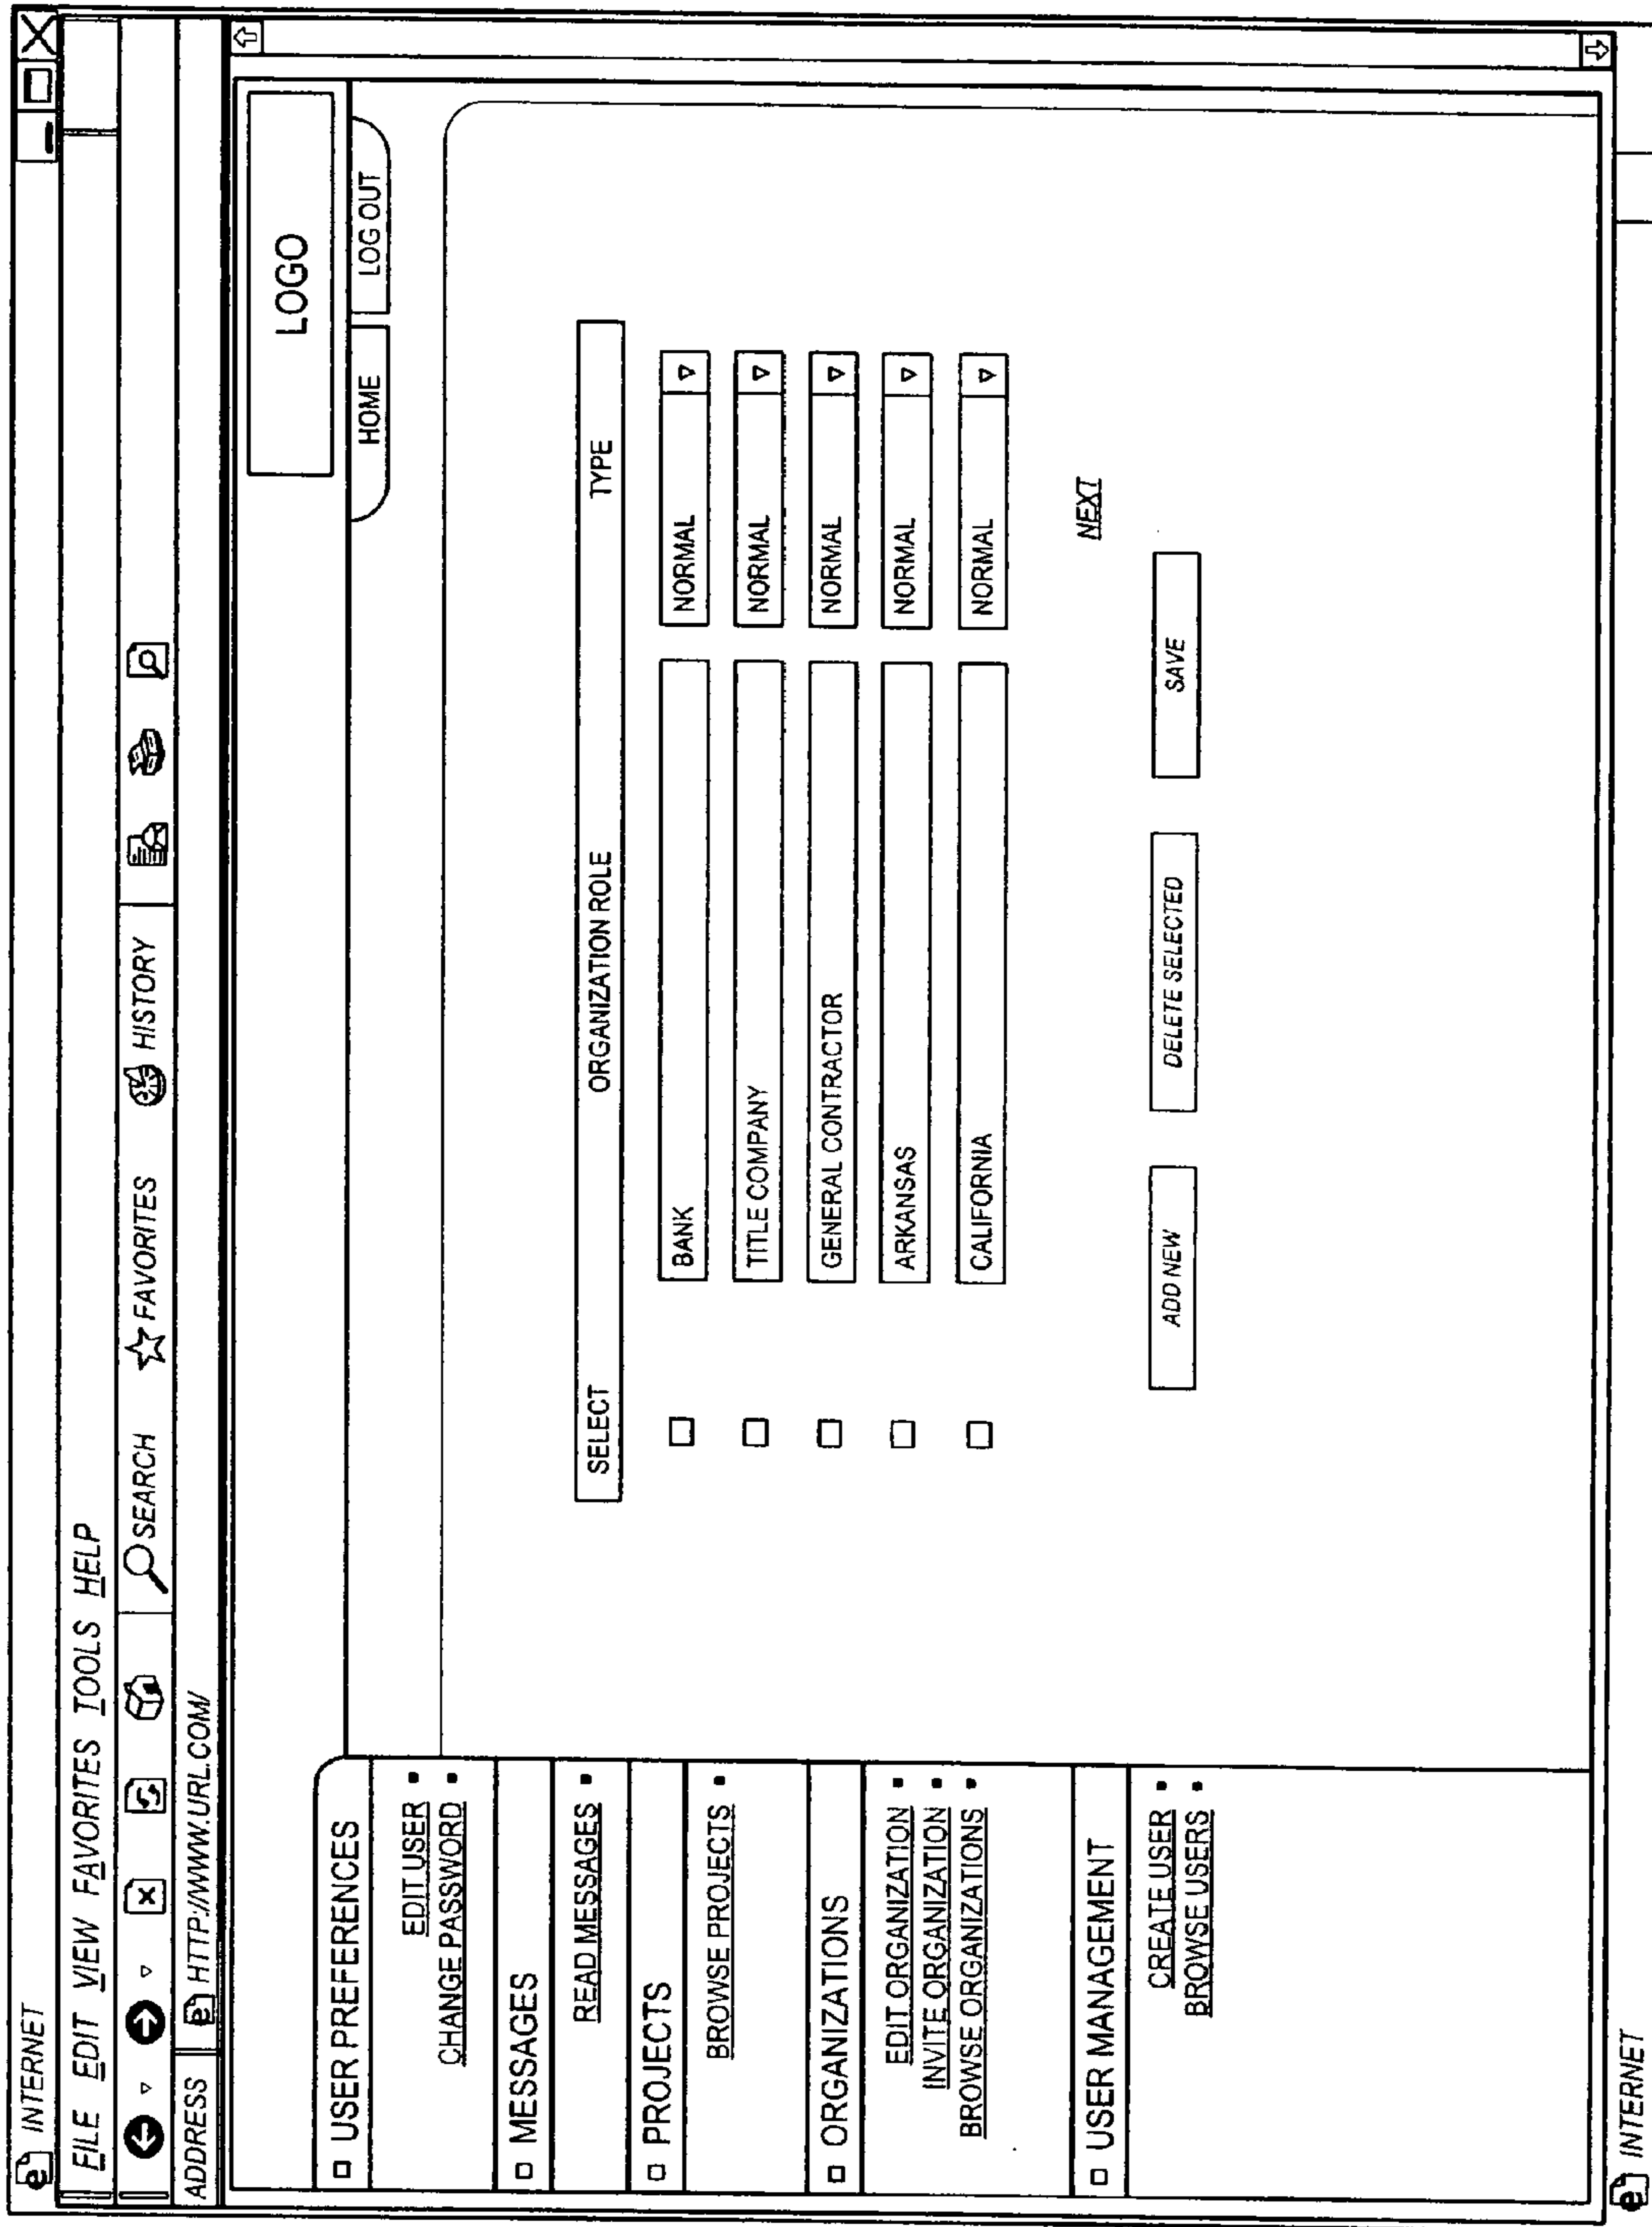 INTERNET
FILE EDIT VIEW FAVORITES TOOLS HELP
SEARCH FAVORITES HISTORY
ADDRESS HTTP://WWW.URL.COM/
LOGO
HOME LOG OUT
USER PREFERENCES
EDIT USER
CHANGE PASSWORD
MESSAGES
READ MESSAGES
PROJECTS
BROWSE PROJECTS
ORGANIZATIONS
EDIT ORGANIZATION
INVITE ORGANIZATION
BROWSE ORGANIZATIONS
USER MANAGEMENT
CREATE USER
BROWSE USERS
SELECT ORGANIZATION ROLE TYPE
BANK NORMAL
TITLE COMPANY NORMAL
GENERAL CONTRACTOR NORMAL
ARKANSAS NORMAL
CALIFORNIA NORMAL
NEXT
ADD NEW DELETE SELECTED SAVE
INTERNET